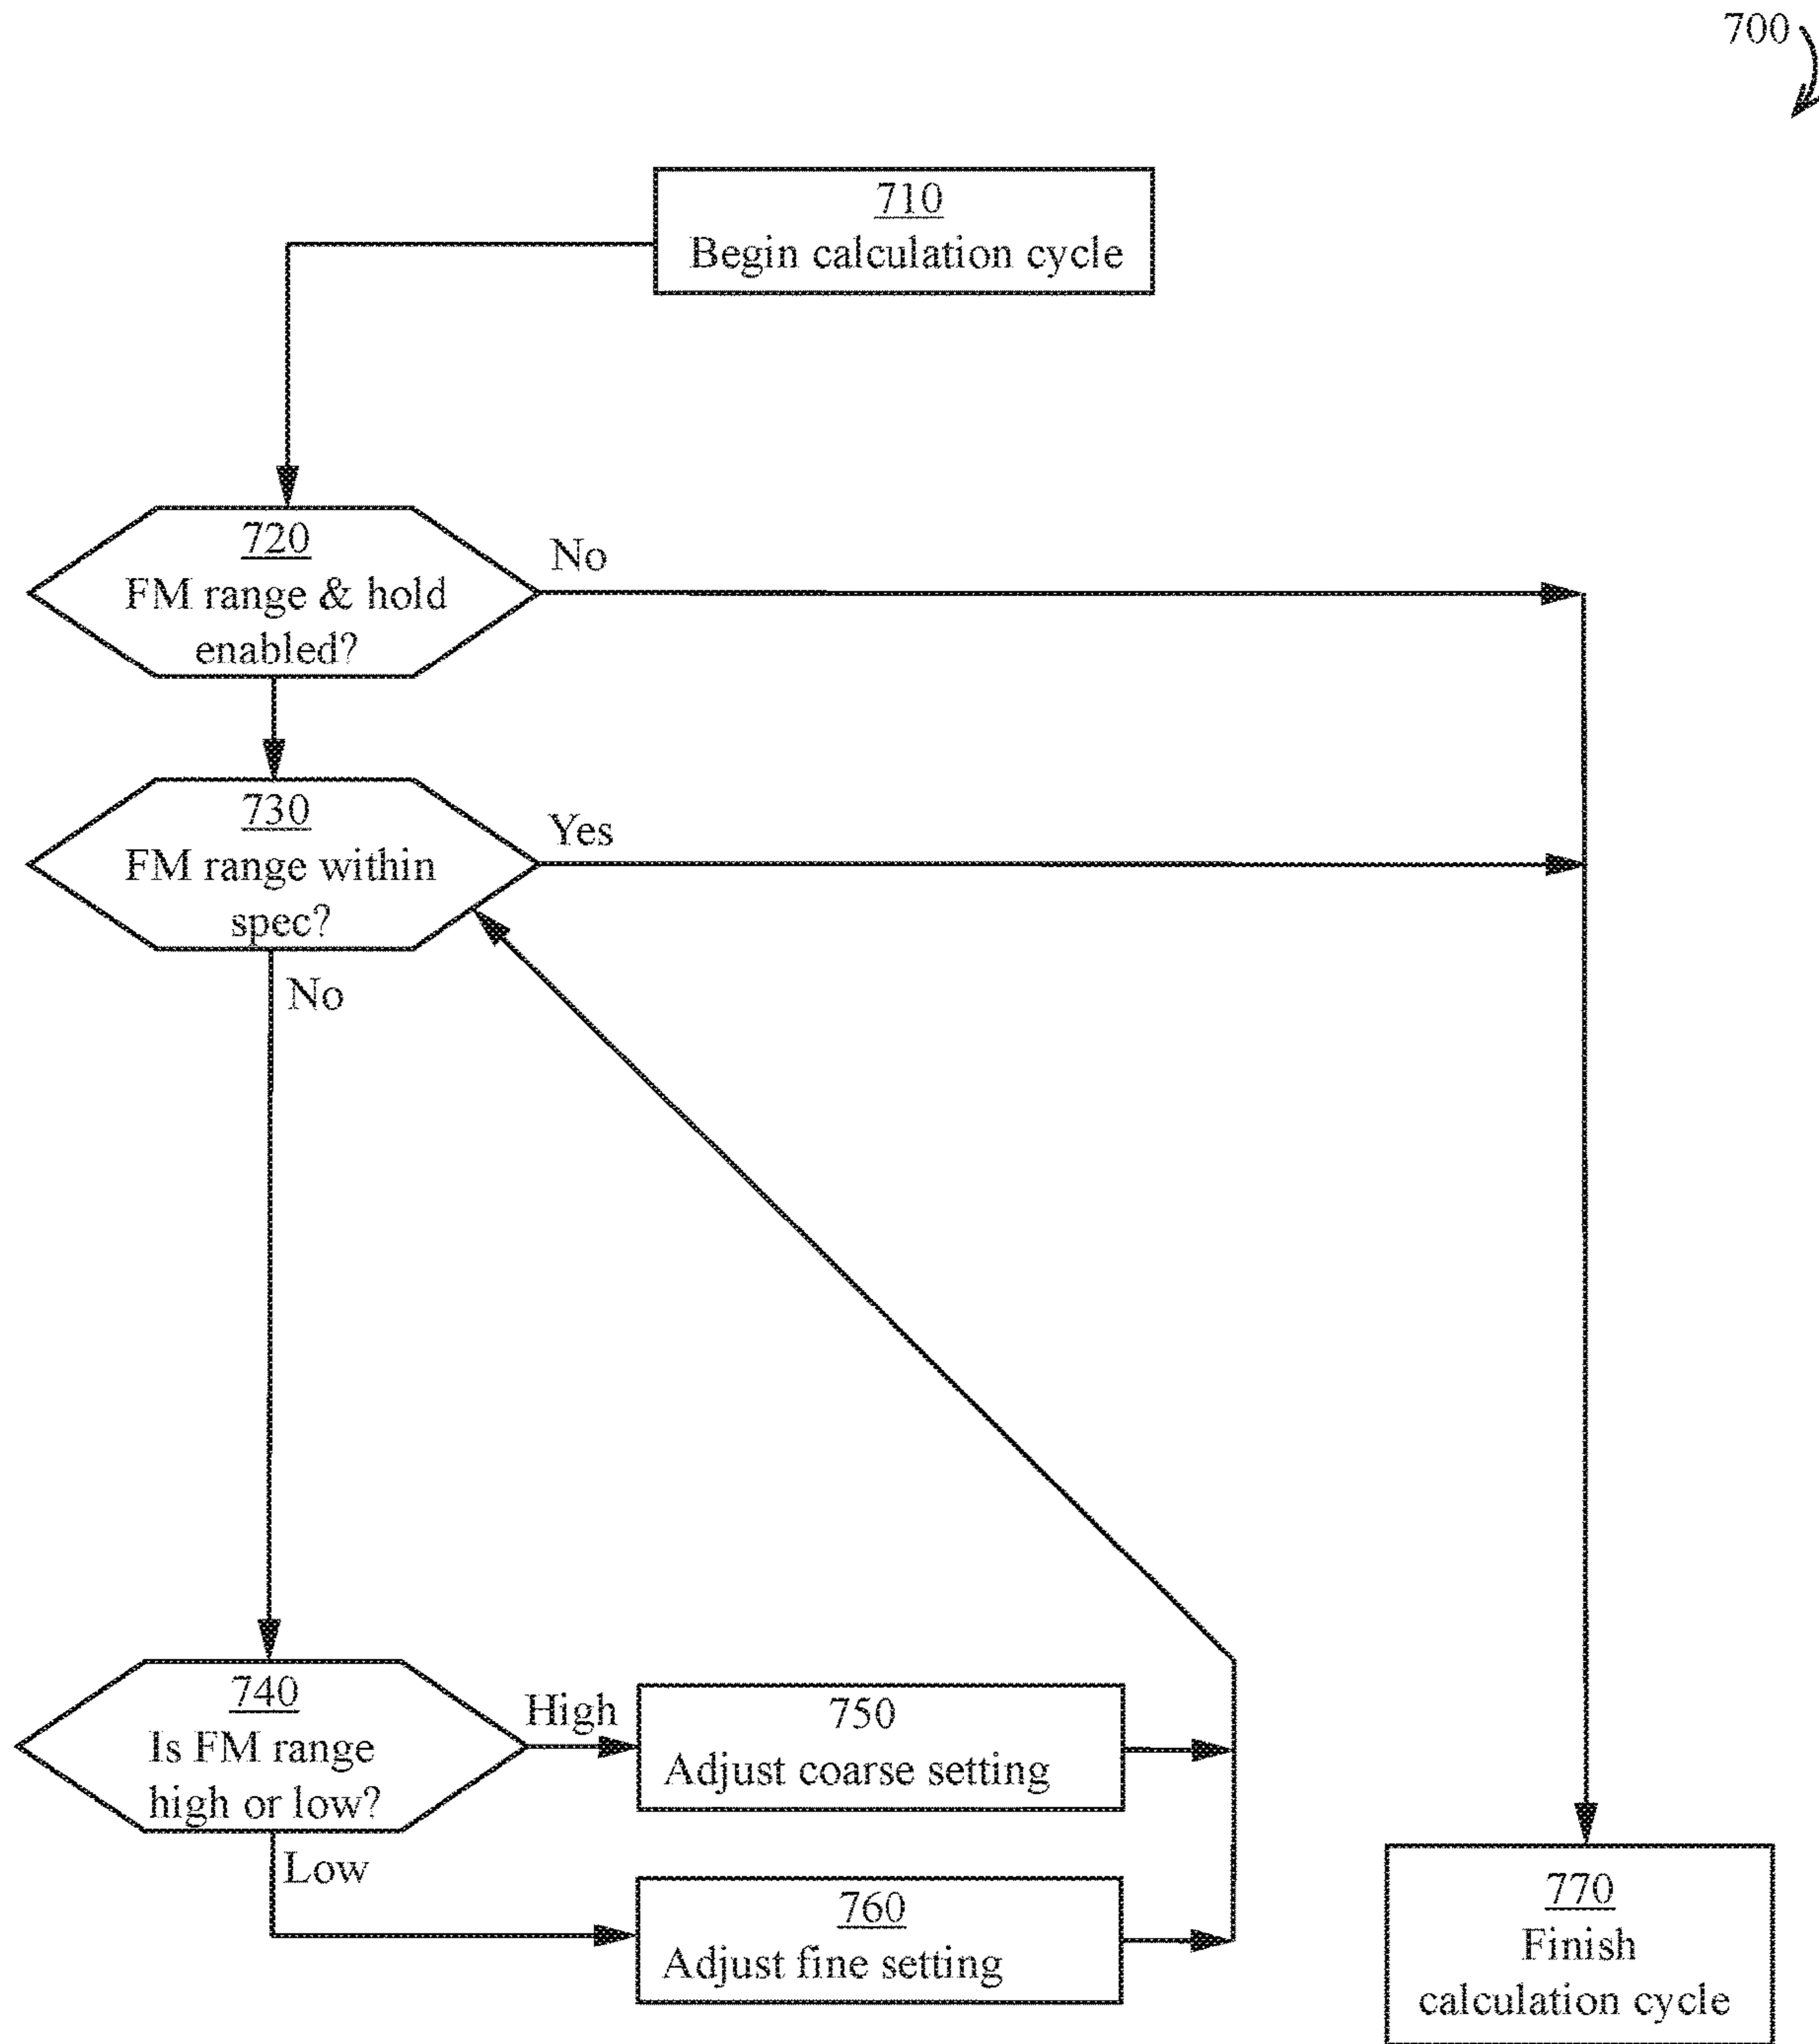 700
710
Begin calculation cycle
720
FM range & hold
enabled?
No
730
FM range within
spec?
Yes
No
740
Is FM range
high or low?
High
750
Adjust coarse setting
Low
760
Adjust fine setting
770
Finish
calculation cycle